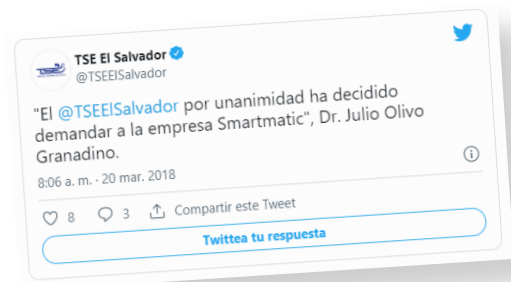 TSE El Salvador
@TSEElSalvador
"El @TSEElSalvador por unanimidad ha decidido
demandar a la empresa Smartmatic", Dr. Julio Olivo
Granadino.
8:06 a. m. · 20 mar. 2018
8 3 Compartir este Tweet
Twittea tu respuesta